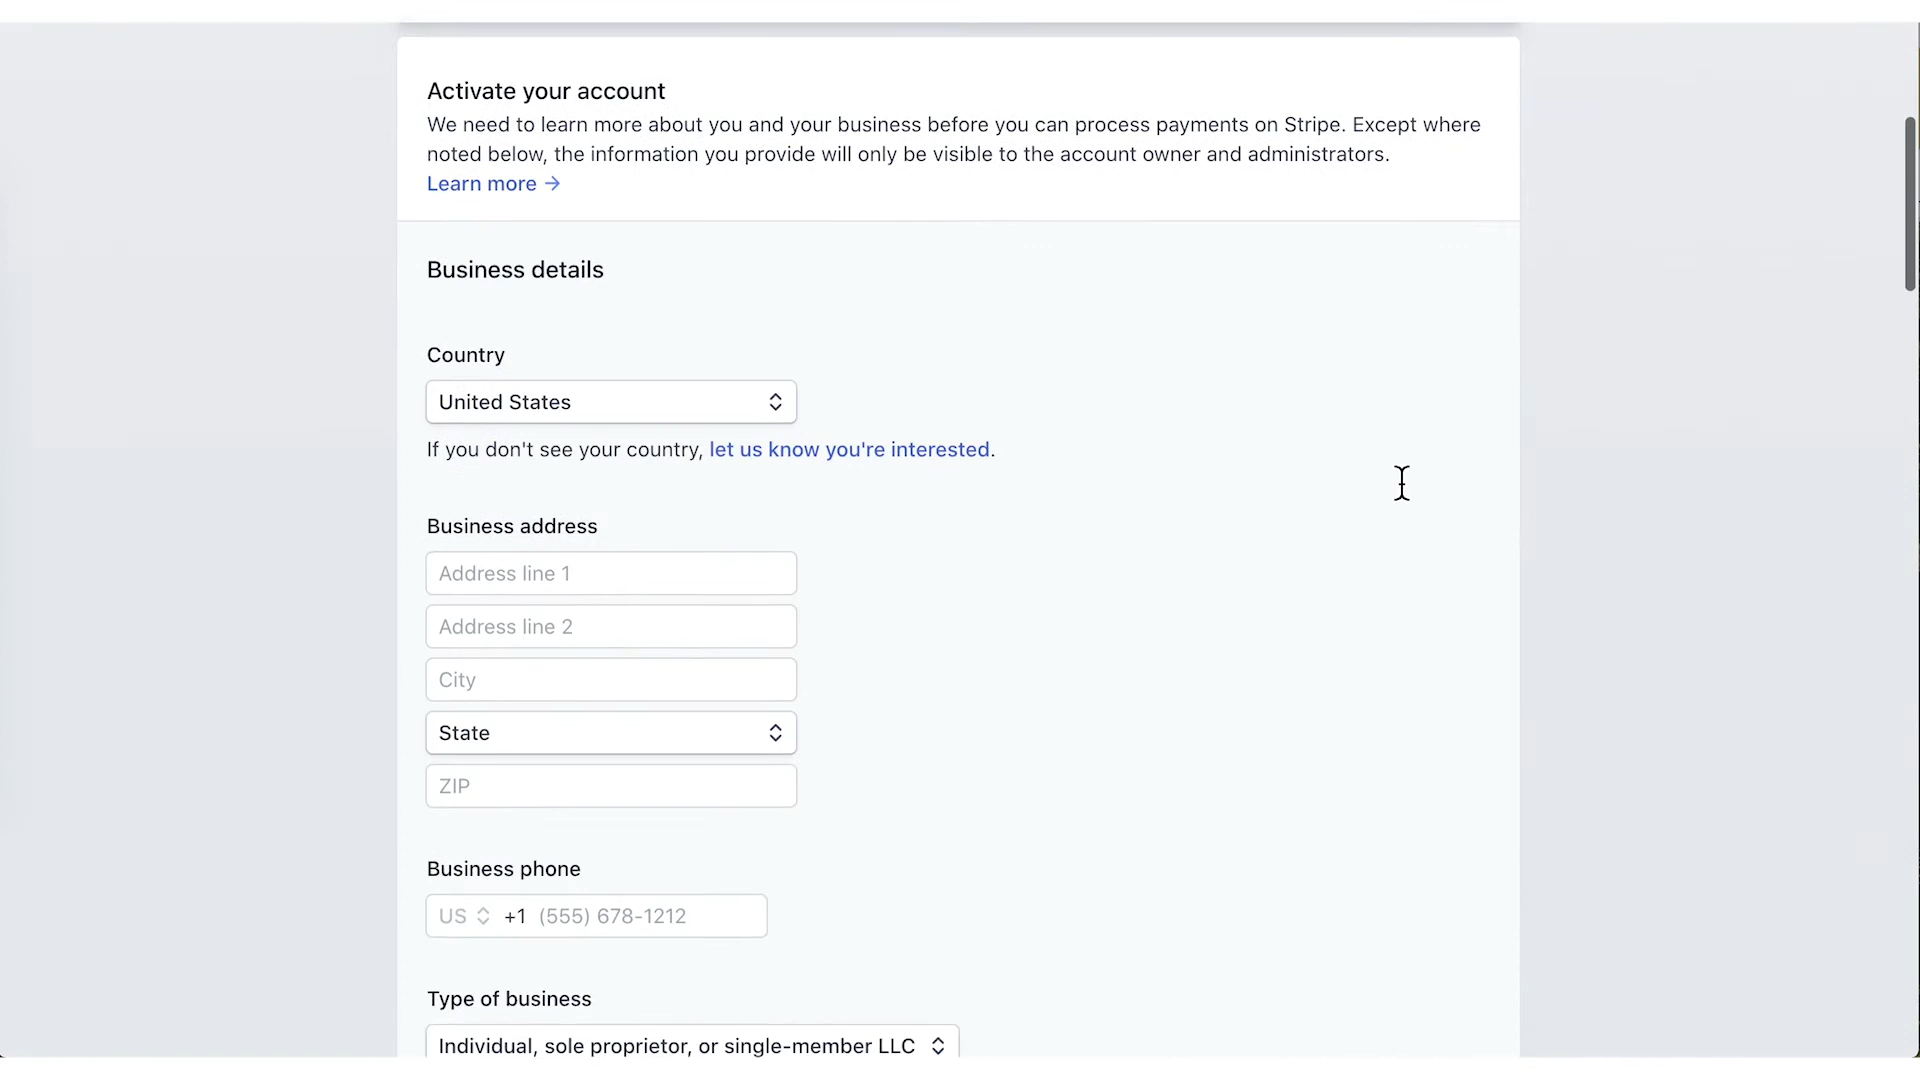 Activate your account
We need to learn more about you and your business before you can process payments on Stripe. Except where
noted below, the information you provide will only be visible to the account owner and administrators.
Learn more →
Business details
Country
United States
If you don't see your country, let us know you're interested.
Business address
Address line 1
Address line 2
City
State
ZIP
Business phone
US +1 (555) 678-1212
Type of business
Individual, sole proprietor, or single-member LLC